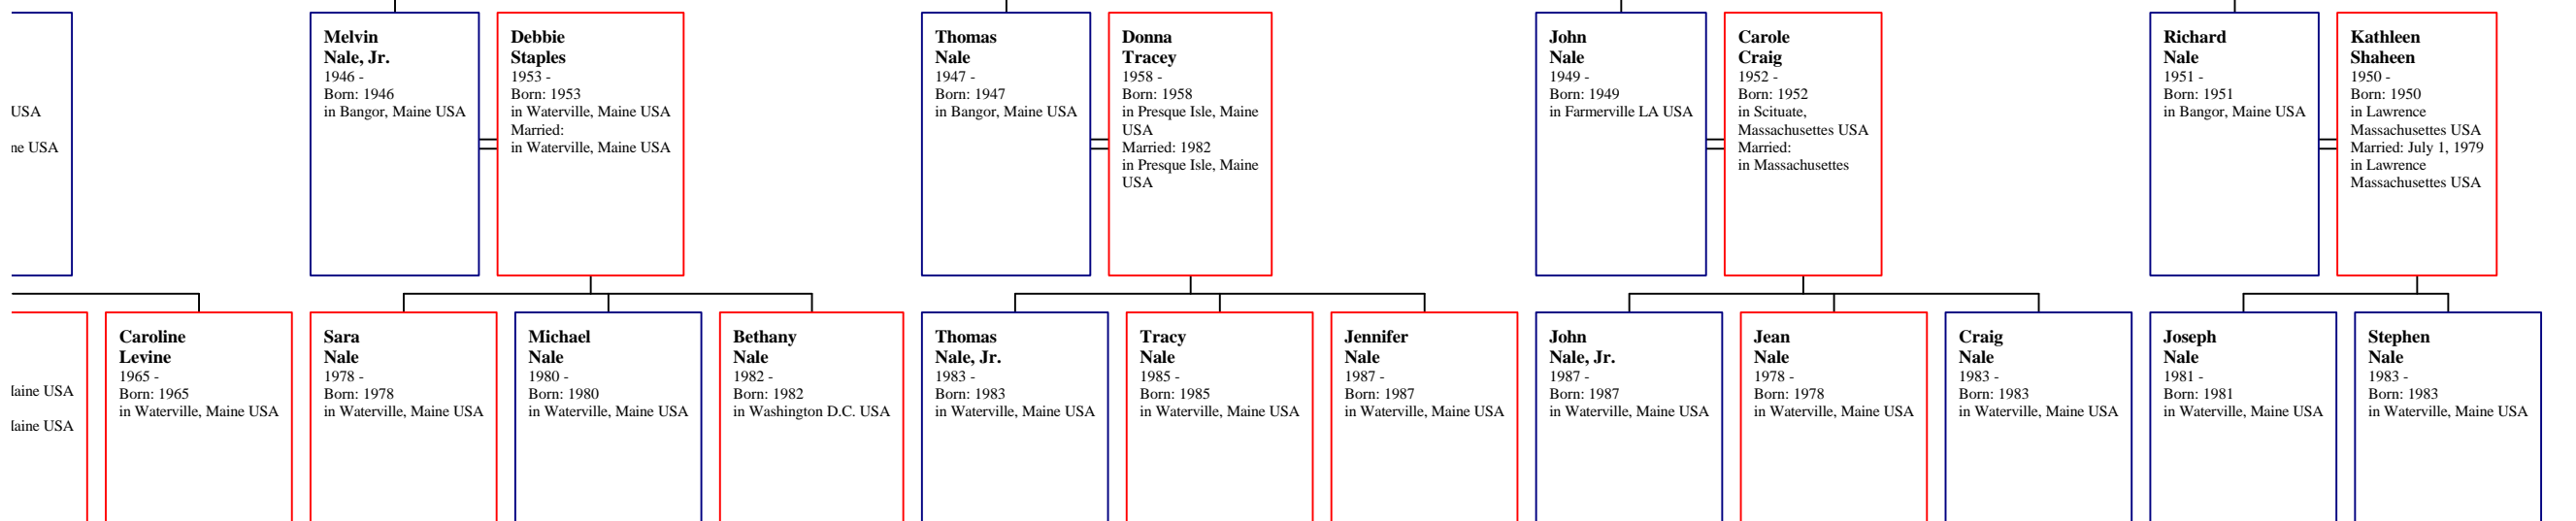 USA
USA
Melvin
Nale, Jr.
1946 -
Born: 1946
in Bangor, Maine USA
Debbie
Staples
1953 -
Born: 1953
in Waterville, Maine USA
Married:
in Waterville, Maine USA
Thomas
Nale
1947 -
Born: 1947
in Bangor, Maine USA
Donna
Tracey
1958 -
Born: 1958
in Presque Isle, Maine
USA
Married: 1982
in Presque Isle, Maine
USA
John
Nale
1949 -
Born: 1949
in Farmerville LA USA
Carole
Craig
1952 -
Born: 1952
in Scituate,
Massachusetts USA
Married:
in Massachusetts
Richard
Nale
1951 -
Born: 1951
in Bangor, Maine USA
Kathleen
Shaheen
1950 -
Born: 1950
in Lawrence
Massachusetts USA
Married: July 1, 1979
in Lawrence
Massachusetts USA
USA
USA
Caroline
Levine
1965 -
Born: 1965
in Waterville, Maine USA
Sara
Nale
1978 -
Born: 1978
in Waterville, Maine USA
Michael
Nale
1980 -
Born: 1980
in Waterville, Maine USA
Bethany
Nale
1982 -
Born: 1982
in Washington D.C. USA
Thomas
Nale, Jr.
1983 -
Born: 1983
in Waterville, Maine USA
Tracy
Nale
1985 -
Born: 1985
in Waterville, Maine USA
Jennifer
Nale
1987 -
Born: 1987
in Waterville, Maine USA
John
Nale, Jr.
1987 -
Born: 1987
in Waterville, Maine USA
Jean
Nale
1978 -
Born: 1978
in Waterville, Maine USA
Craig
Nale
1983 -
Born: 1983
in Waterville, Maine USA
Joseph
Nale
1981 -
Born: 1981
in Waterville, Maine USA
Stephen
Nale
1983 -
Born: 1983
in Waterville, Maine USA